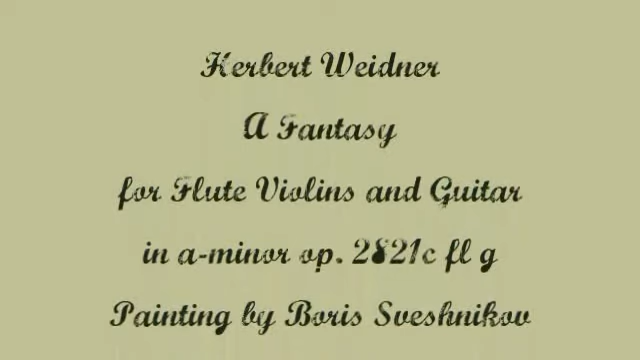 Herbert Weidner
A Fantasy
for Flute Violins and Guitar
in a-minor op. 2821c fl g
Painting by Boris Sveshnikov